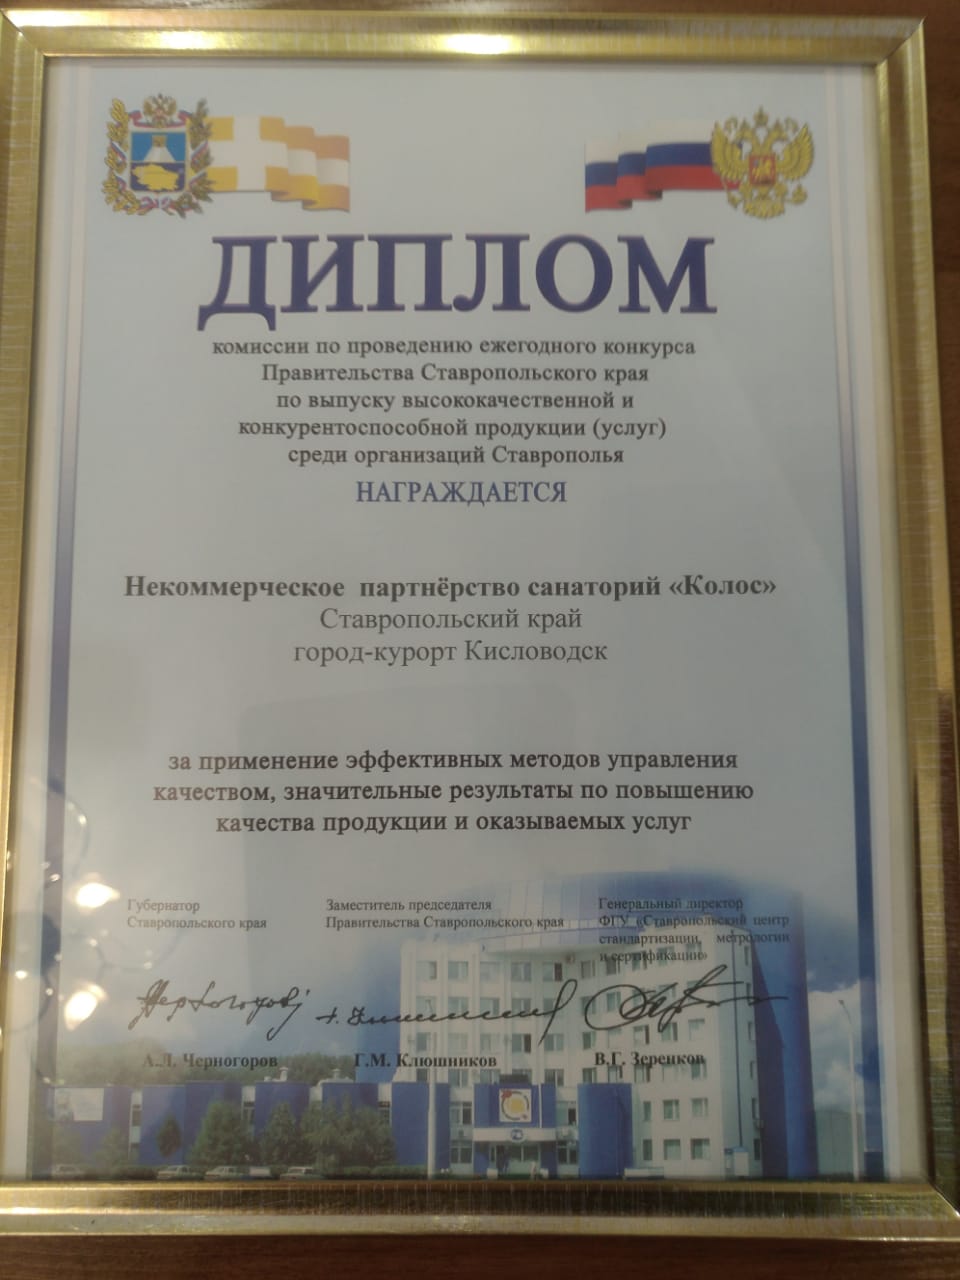 ДИПЛОМ
комиссии по проведению ежегодного конкурса
Правительства Ставропольского края
по выпуску высококачественной и
конкурентоспособной продукции (услуг)
среди организаций Ставрополья
НАГРАЖДАЕТСЯ
Некоммерческое партнёрство санаторий «Колос»
Ставропольский край
город-курорт Кисловодск
за применение эффективных методов управления
качеством, значительные результаты по повышению
качества продукции и оказываемых услуг
Губернатор
Ставропольского края
Заместитель председателя
Правительства Ставропольского края
Генеральный директор
ФГУ «Ставропольский центр
стандартизации, метрологии
и сертификации»
А.Л. Черногоров
Г.М. Клюшников
В.Г. Зеренков